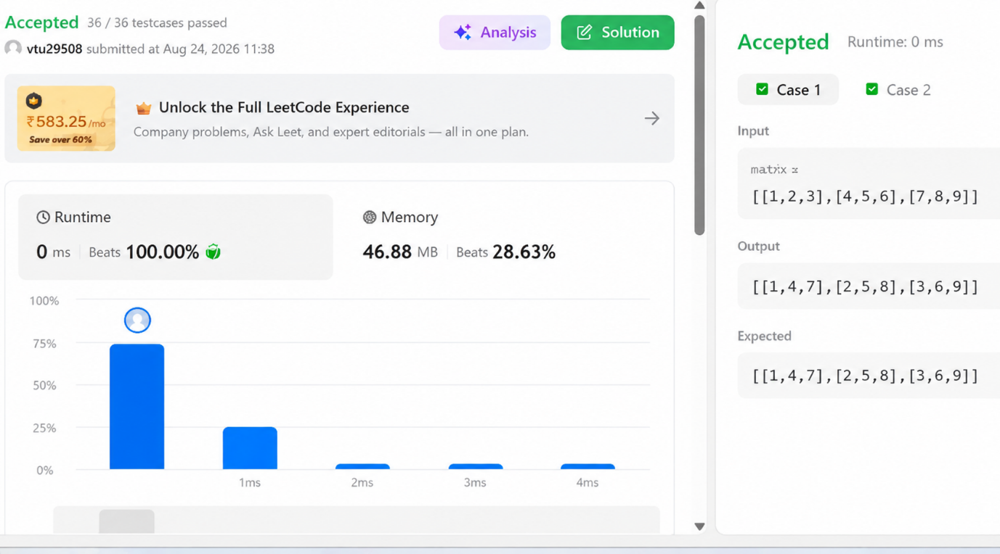 Accepted 36 / 36 testcases passed
vtu29508 submitted at Aug 24, 2026 11:38
Analysis
Solution
₹583.25/mo
Save over 60%
Unlock the Full LeetCode Experience
Company problems, Ask Leet, and expert editorials — all in one plan.
Runtime
0 ms Beats 100.00%
Memory
46.88 MB Beats 28.63%
100%
75%
50%
25%
0%
1ms 2ms 3ms 4ms
Accepted Runtime: 0 ms
Case 1 Case 2
Input
matrix =
[[1,2,3],[4,5,6],[7,8,9]]
Output
[[1,4,7],[2,5,8],[3,6,9]]
Expected
[[1,4,7],[2,5,8],[3,6,9]]